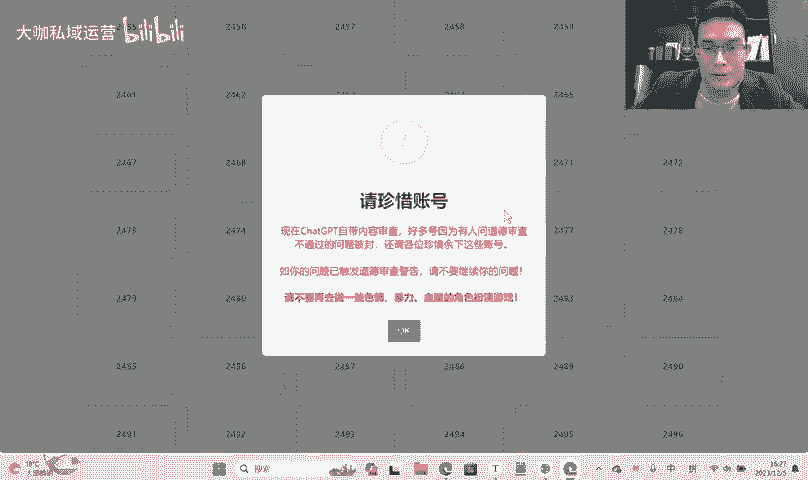 大咖私域运营 bilibili
2456 2457 2458 2459
2461 2462 2465
2467 2468 2471 2472
2473 2474 2477 2478
2479 2480 2483 2484
2485 2486 2487 2488 2489 2490
2491 2492 2493 2494 2495 2496
请珍惜账号
现在ChatGPT自带内容审查，好多号因为有人问道德审查
不通过的问题被封，还请各位珍惜余下这些账号。
如你的问题已触发道德审查警告，请不要继续你的问题！
请不要再去做一些色情、暴力、血腥的角色扮演游戏！
OK
18°C
搜索
中
拼
16:27
2023/12/5